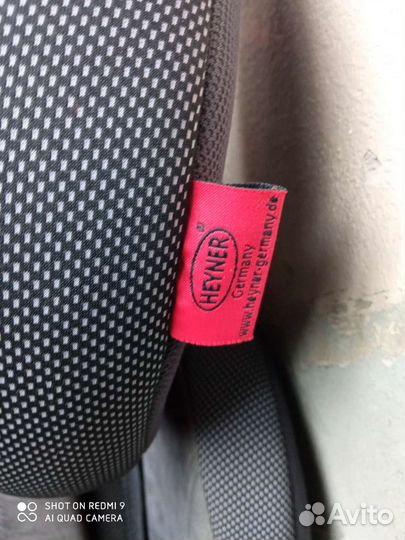 HEYNER
®
Germany
www.heyner-germany.de
SHOT ON REDMI 9
AI QUAD CAMERA
Avito